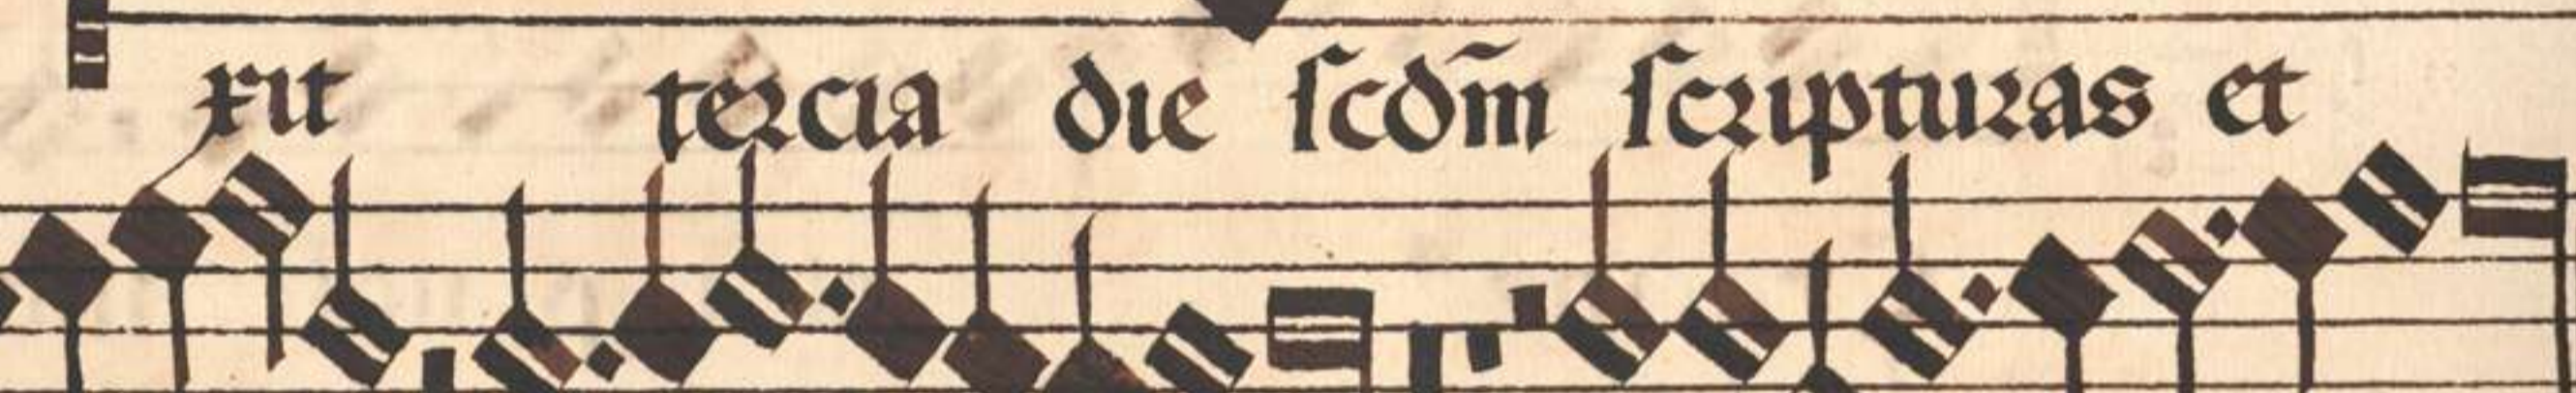 xit tercia die scdm̄ scripturas et